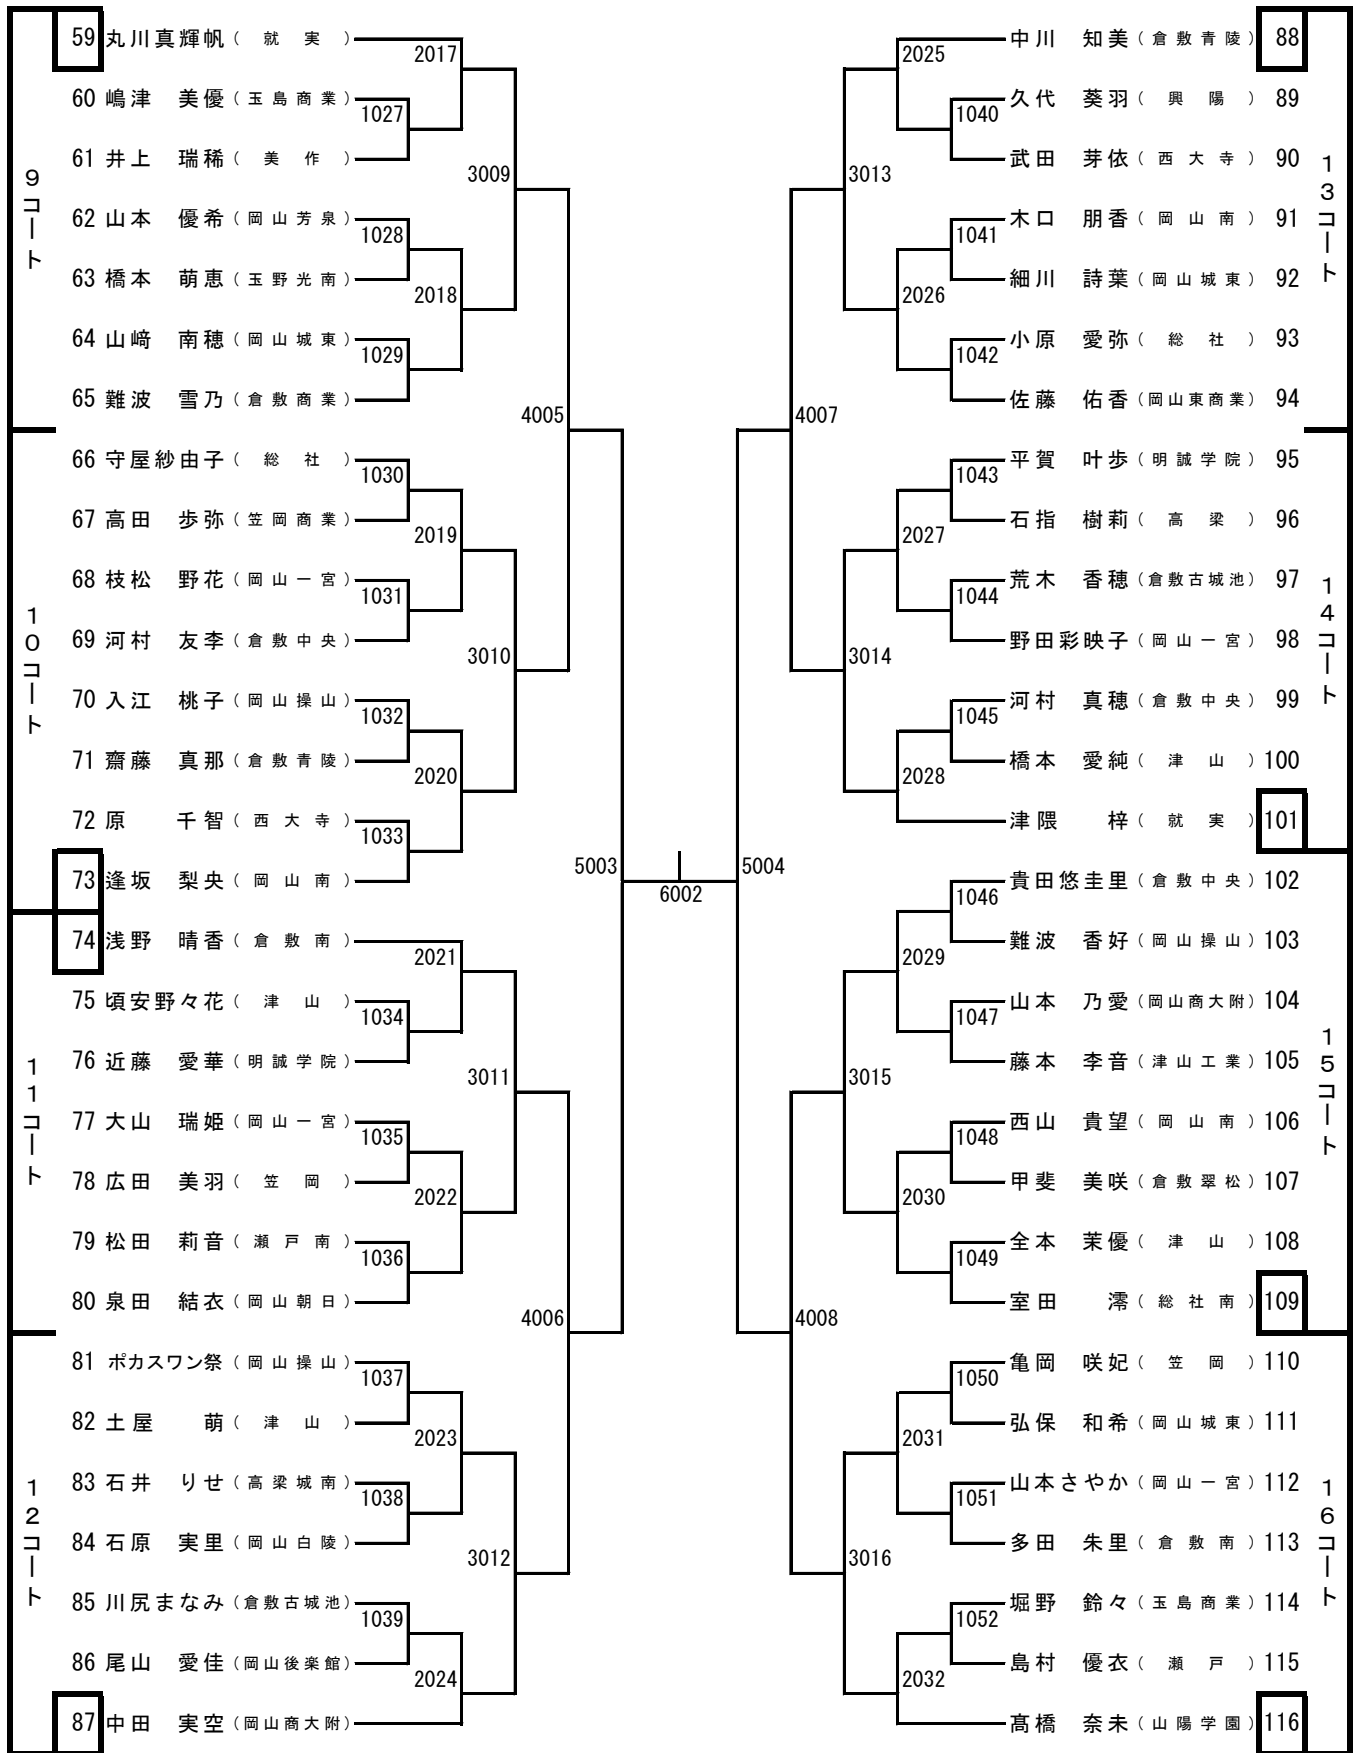 9コート
59 丸川真輝帆（就実）
60 嶋津 美優（玉島商業）
61 井上 瑞稀（美作）
62 山本 優希（岡山芳泉）
63 橋本 萌恵（玉野光南）
64 山﨑 南穂（岡山城東）
65 難波 雪乃（倉敷商業）
10コート
66 守屋紗由子（総社）
67 高田 歩弥（笠岡商業）
68 枝松 野花（岡山一宮）
69 河村 友李（倉敷中央）
70 入江 桃子（岡山操山）
71 齋藤 真那（倉敷青陵）
72 原 千智（西大寺）
73 逢坂 梨央（岡山南）
11コート
74 浅野 晴香（倉敷南）
75 頃安野々花（津山）
76 近藤 愛華（明誠学院）
77 大山 瑞姫（岡山一宮）
78 広田 美羽（笠岡）
79 松田 莉音（瀬戸南）
80 泉田 結衣（岡山朝日）
12コート
81 ポカスワン祭（岡山操山）
82 土屋 萌（津山）
83 石井 りせ（高梁城南）
84 石原 実里（岡山白陵）
85 川尻まなみ（倉敷古城池）
86 尾山 愛佳（岡山後楽館）
87 中田 実空（岡山商大附）
1027
1028
1029
1030
1031
1032
1033
1034
1035
1036
1037
1038
1039
2017
2018
2019
2020
2021
2022
2023
2024
3009
3010
3011
3012
4005
4006
5003
6002
5004
4007
4008
3013
3014
3015
3016
2025
2026
2027
2028
2029
2030
2031
2032
1040
1041
1042
1043
1044
1045
1046
1047
1048
1049
1050
1051
1052
13コート
中川 知美（倉敷青陵）88
久代 葵羽（興陽）89
武田 芽依（西大寺）90
木口 朋香（岡山南）91
細川 詩葉（岡山城東）92
小原 愛弥（総社）93
佐藤 佑香（岡山東商業）94
14コート
平賀 叶歩（明誠学院）95
石指 樹莉（高梁）96
荒木 香穂（倉敷古城池）97
野田彩映子（岡山一宮）98
河村 真穂（倉敷中央）99
橋本 愛純（津山）100
津隈 梓（就実）101
15コート
貴田悠圭里（倉敷中央）102
難波 香好（岡山操山）103
山本 乃愛（岡山商大附）104
藤本 李音（津山工業）105
西山 貴望（岡山南）106
甲斐 美咲（倉敷翠松）107
全本 茉優（津山）108
室田 澪（総社南）109
16コート
亀岡 咲妃（笠岡）110
弘保 和希（岡山城東）111
山本さやか（岡山一宮）112
多田 朱里（倉敷南）113
堀野 鈴々（玉島商業）114
島村 優衣（瀬戸）115
髙橋 奈未（山陽学園）116